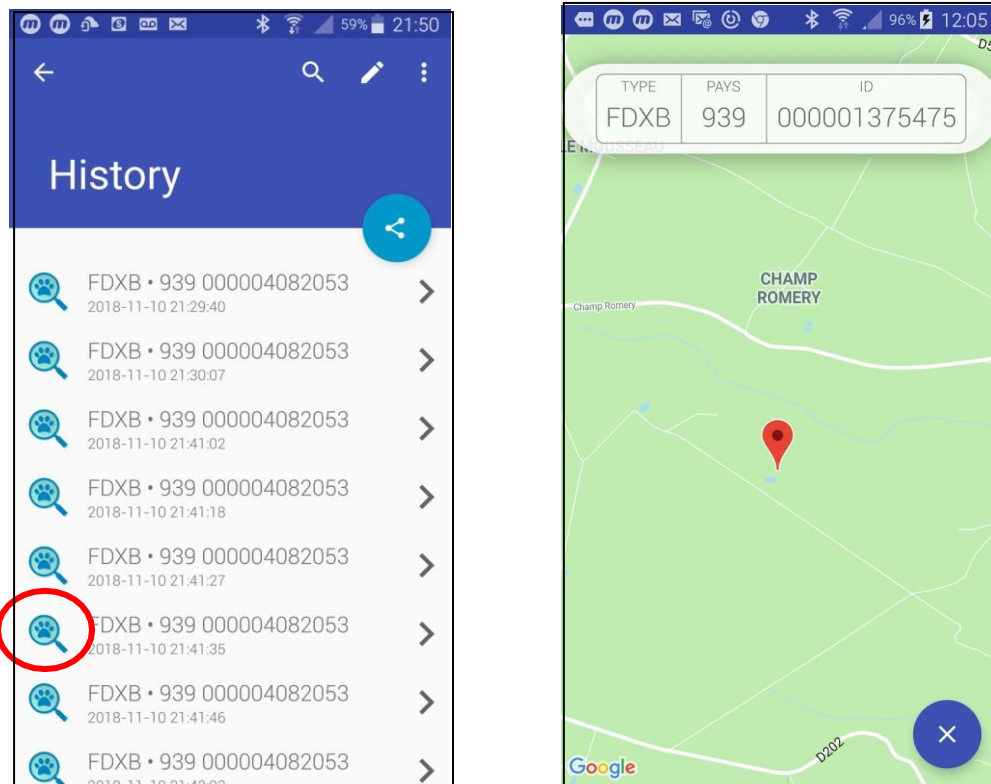 59% 21:50
History
FDXB • 939 000004082053
2018-11-10 21:29:40
FDXB • 939 000004082053
2018-11-10 21:30:07
FDXB • 939 000004082053
2018-11-10 21:41:02
FDXB • 939 000004082053
2018-11-10 21:41:18
FDXB • 939 000004082053
2018-11-10 21:41:27
FDXB • 939 000004082053
2018-11-10 21:41:35
FDXB • 939 000004082053
2018-11-10 21:41:46
FDXB • 939 000004082053
96% 12:05
TYPE PAYS ID
FDXB 939 000001375475
CHAMP
ROMERY
Champ Romery
D202
Google